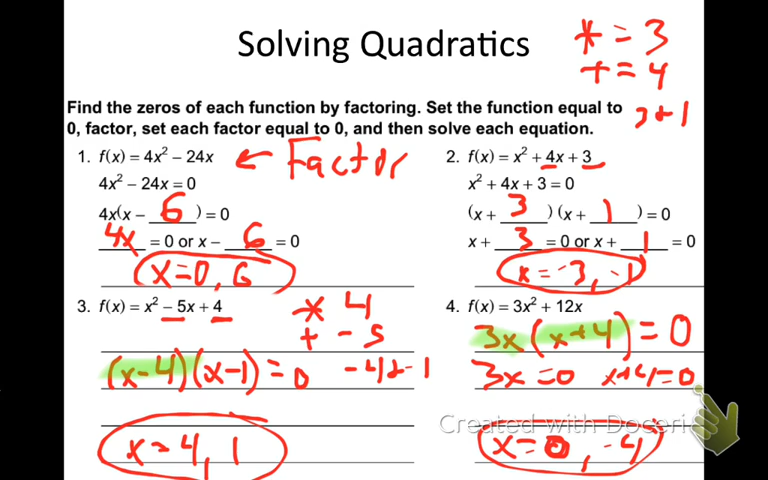 Solving Quadratics
* = 3
+ = 4
3 + 1
Find the zeros of each function by factoring. Set the function equal to
0, factor, set each factor equal to 0, and then solve each equation.
1. f(x) = 4x² – 24x ← Factor
4x² – 24x = 0
4x(x – 6) = 0
4x = 0 or x – 6 = 0
x = 0, 6
2. f(x) = x² + 4x + 3
x² + 4x + 3 = 0
(x + 3)(x + 1) = 0
x + 3 = 0 or x + 1 = 0
x = -3, -1
3. f(x) = x² – 5x + 4
* 4
+ -5
(x-4)(x-1) = 0 -4+-1
x = 4, 1
4. f(x) = 3x² + 12x
3x(x+4) = 0
3x = 0 x+4 = 0
x = 0, -4
Created with Doceri